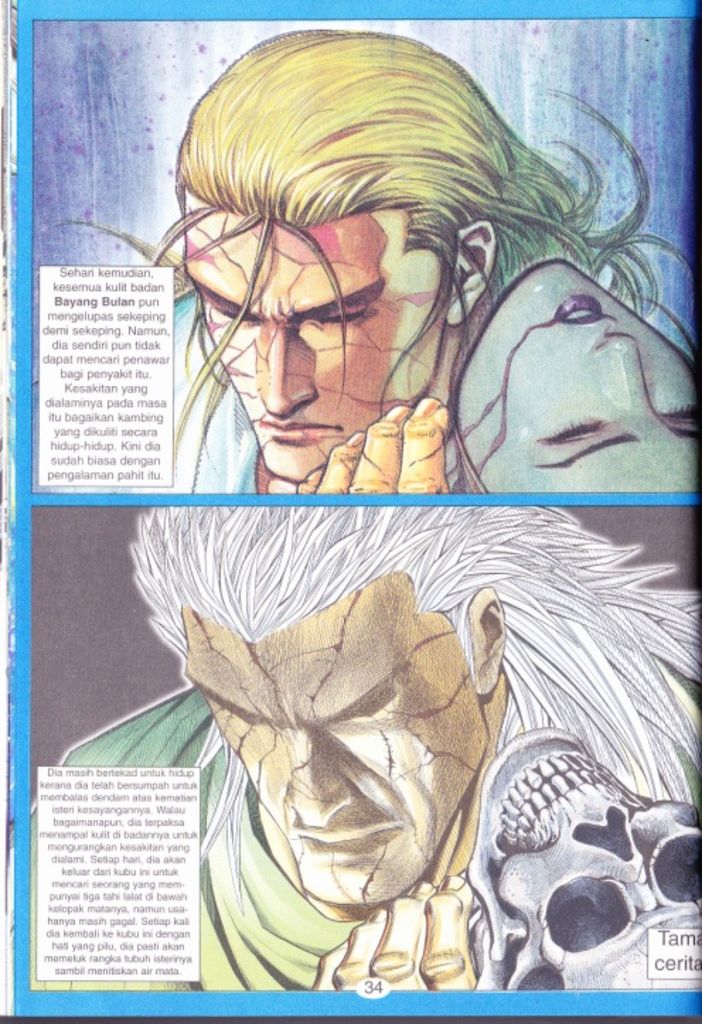 Sehari kemudian,
kesemua kulit badan
Bayang Bulan pun
mengelupas sekeping
demi sekeping. Namun,
dia sendiri pun tidak
dapat mencari penawar
bagi penyakit itu.
Kesakitan yang
dialaminya pada masa
itu bagaikan kambing
yang dikuliti secara
hidup-hidup. Kini dia
sudah biasa dengan
pengalaman pahit itu.
Dia masih bertekad untuk hidup
kerana dia telah bersumpah untuk
membalas dendam atas kematian
isteri kesayangannya. Walau
bagaimanapun, dia terpaksa
menampal kulit di badannya untuk
mengurangkan kesakitan yang
dialami. Setiap hari, dia akan
keluar dari kubu ini untuk
mencari seorang yang mem-
punyai tiga tahi lalat di bawah
kelopak matanya, namun usa-
hanya masih gagal. Setiap kali
dia kembali ke kubu ini dengan
hati yang pilu, dia pasti akan
memeluk rangka tubuh isterinya
sambil menitiskan air mata.
Tama
cerita
34